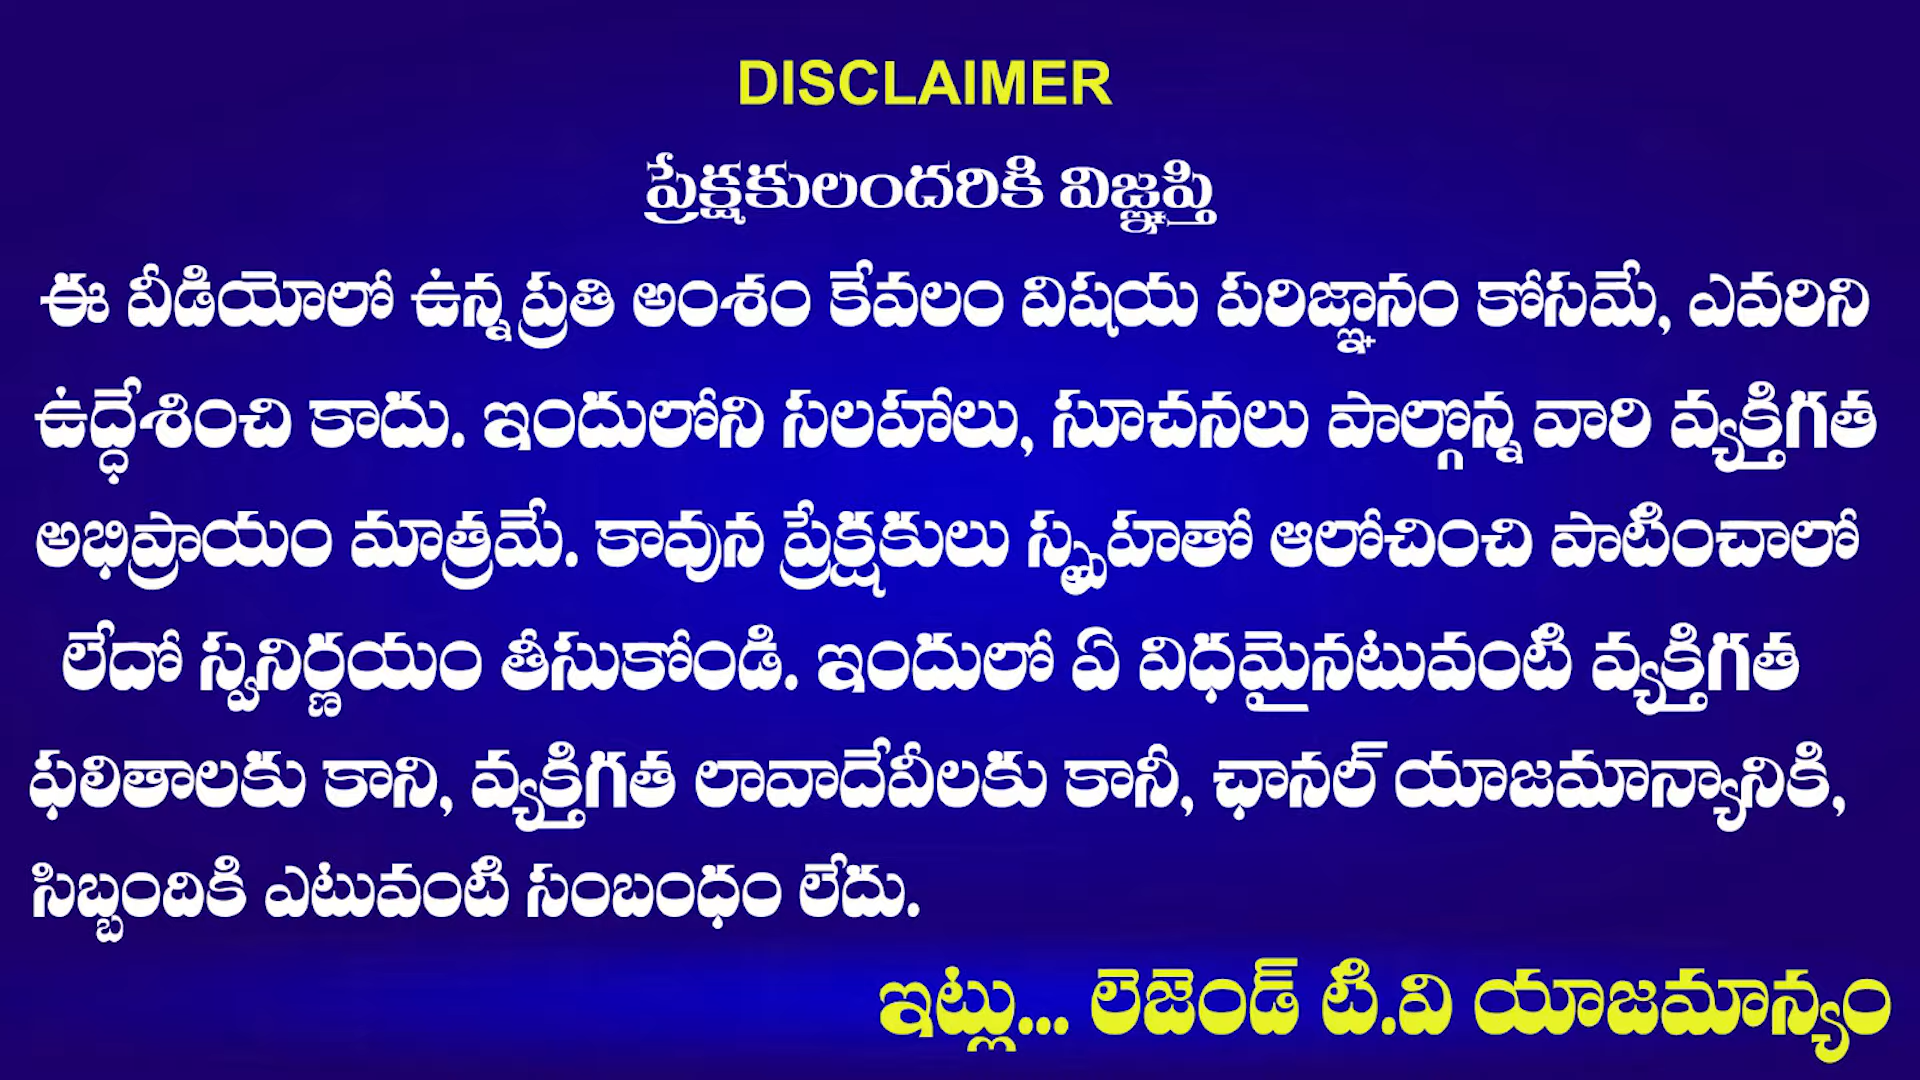 DISCLAIMER
ప్రేక్షకులందరికి విజ్ఞప్తి
ఈ వీడియోలో ఉన్న ప్రతి అంశం కేవలం విషయ పరిజ్ఞానం కోసమే, ఎవరిని
ఉద్ధేశించి కాదు. ఇందులోని సలహాలు, సూచనలు పాల్గొన్న వారి వ్యక్తిగత
అభిప్రాయం మాత్రమే. కావున ప్రేక్షకులు స్పృహతో ఆలోచించి పాటించాలో
లేదో స్వనిర్ణయం తీసుకోండి. ఇందులో ఏ విధమైనటువంటి వ్యక్తిగత
ఫలితాలకు కాని, వ్యక్తిగత లావాదేవీలకు కానీ, ఛానల్ యాజమాన్యానికి,
సిబ్బందికి ఎటువంటి సంబంధం లేదు.
ఇట్లు... లెజెండ్ టి.వి యాజమాన్యం